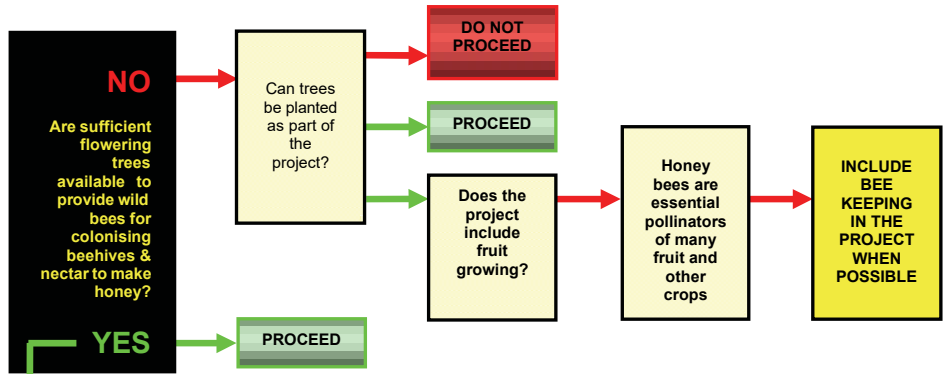 NO
Are sufficient
flowering
trees
available to
provide wild
bees for
colonising
beehives &
nectar to make
honey?
YES
PROCEED
Can trees
be planted
as part of
the
project?
DO NOT
PROCEED
PROCEED
Does the
project
include
fruit
growing?
Honey
bees are
essential
pollinators
of many
fruit and
other
crops
INCLUDE
BEE
KEEPING
IN THE
PROJECT
WHEN
POSSIBLE